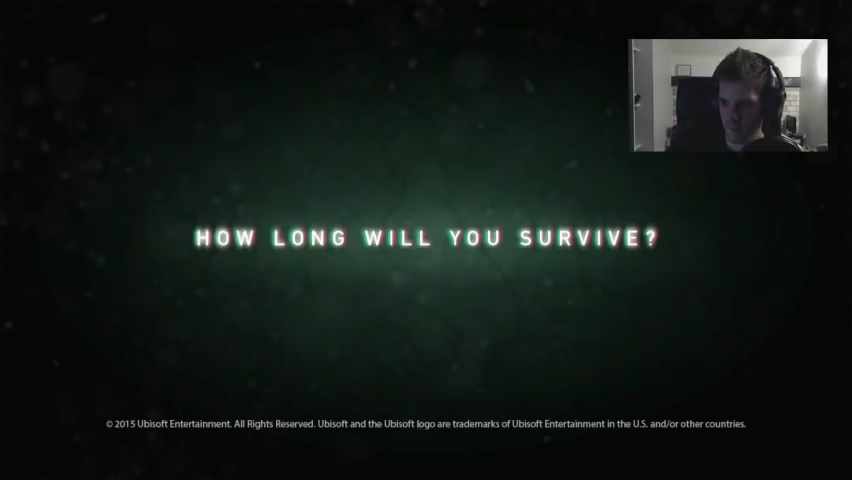 HOW LONG WILL YOU SURVIVE?
© 2015 Ubisoft Entertainment. All Rights Reserved. Ubisoft and the Ubisoft logo are trademarks of Ubisoft Entertainment in the U.S. and/or other countries.